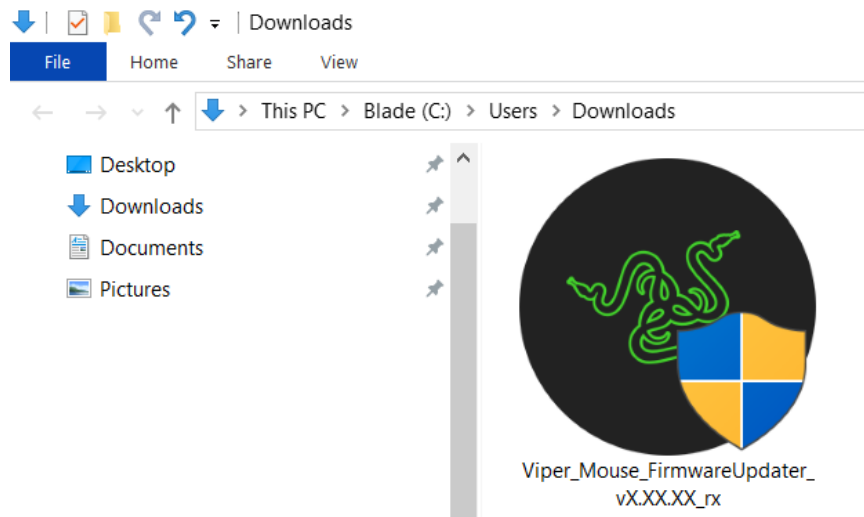 Downloads
File Home Share View
This PC > Blade (C:) > Users > Downloads
Desktop
Downloads
Documents
Pictures
Viper_Mouse_FirmwareUpdater_
vX.XX.XX_rx